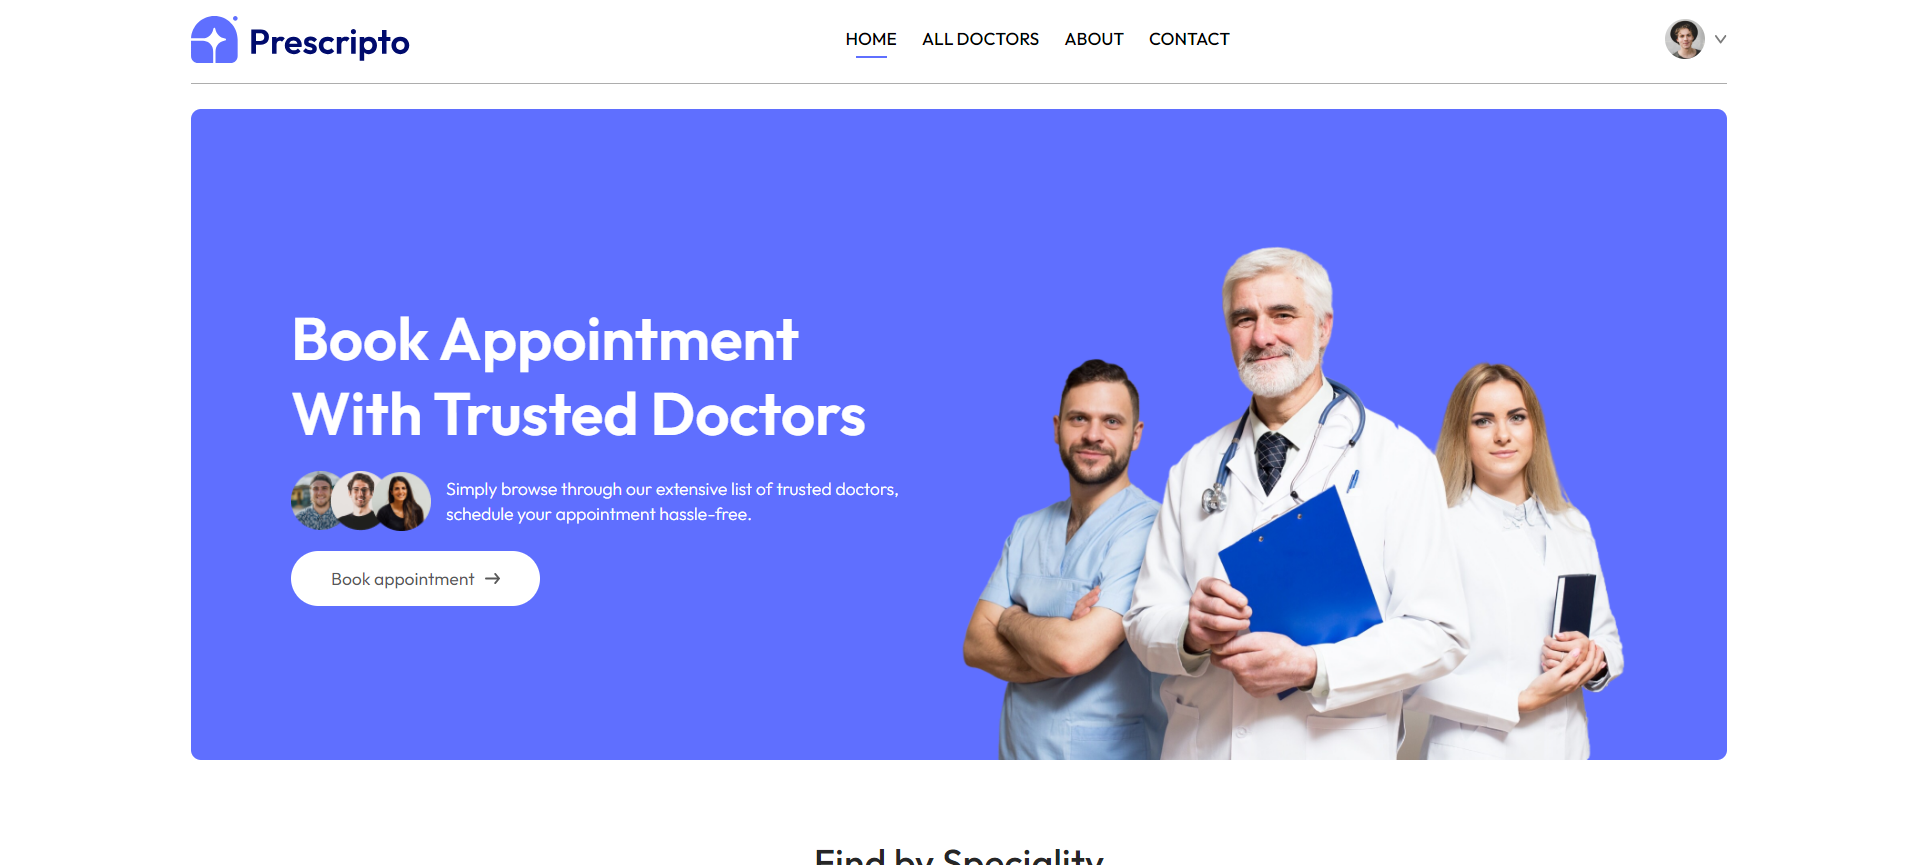 Prescripto
HOME ALL DOCTORS ABOUT CONTACT
Book Appointment
With Trusted Doctors
Simply browse through our extensive list of trusted doctors,
schedule your appointment hassle-free.
Book appointment →
Find by Speciality